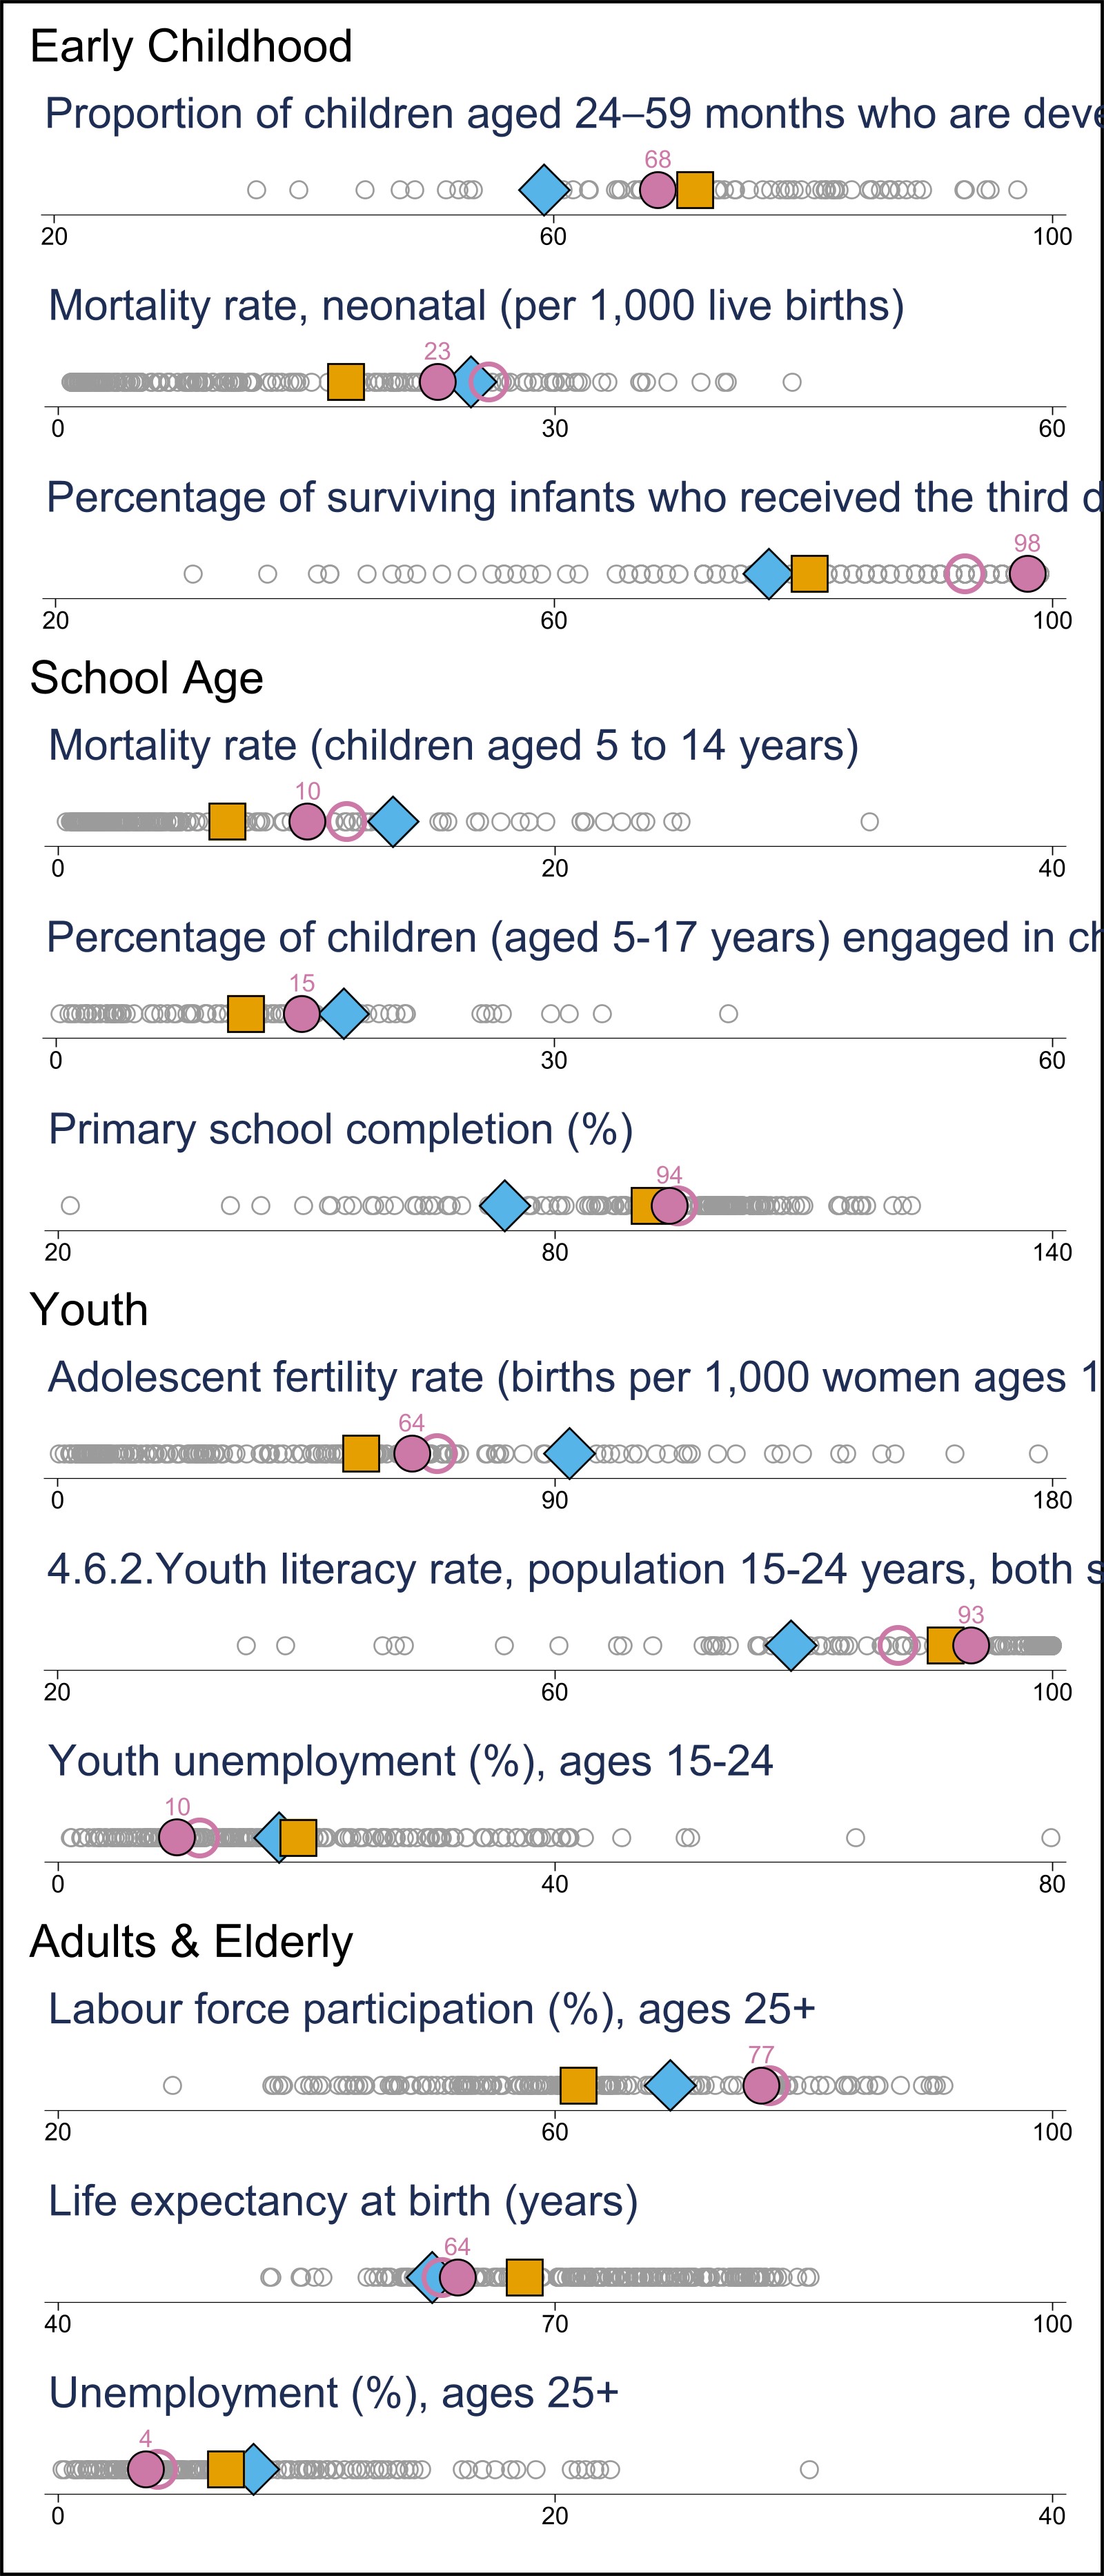 Early Childhood
Proportion of children aged 24–59 months who are deve
68
20 60 100
Mortality rate, neonatal (per 1,000 live births)
23
0 30 60
Percentage of surviving infants who received the third d
98
20 60 100
School Age
Mortality rate (children aged 5 to 14 years)
10
0 20 40
Percentage of children (aged 5-17 years) engaged in ch
15
0 30 60
Primary school completion (%)
94
20 80 140
Youth
Adolescent fertility rate (births per 1,000 women ages 1
64
0 90 180
4.6.2.Youth literacy rate, population 15-24 years, both s
93
20 60 100
Youth unemployment (%), ages 15-24
10
0 40 80
Adults & Elderly
Labour force participation (%), ages 25+
77
20 60 100
Life expectancy at birth (years)
64
40 70 100
Unemployment (%), ages 25+
4
0 20 40